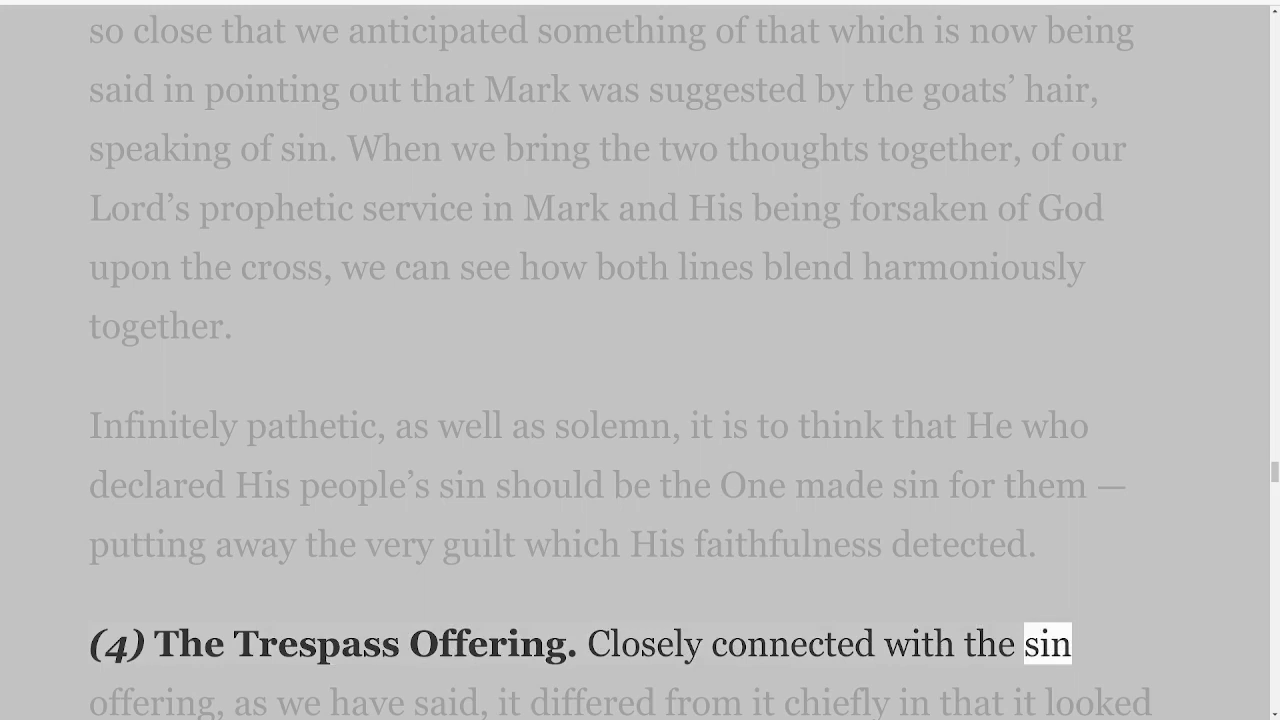 so close that we anticipated something of that which is now being
said in pointing out that Mark was suggested by the goats’ hair,
speaking of sin. When we bring the two thoughts together, of our
Lord’s prophetic service in Mark and His being forsaken of God
upon the cross, we can see how both lines blend harmoniously
together.
Infinitely pathetic, as well as solemn, it is to think that He who
declared His people’s sin should be the One made sin for them —
putting away the very guilt which His faithfulness detected.
(4) The Trespass Offering. Closely connected with the sin
offering, as we have said, it differed from it chiefly in that it looked